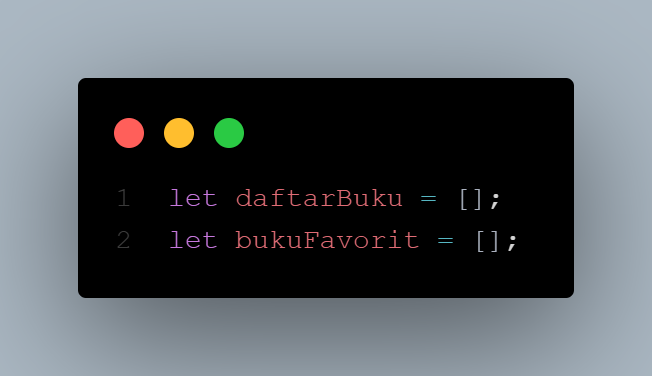 1 let daftarBuku = [];
2 let bukuFavorit = [];